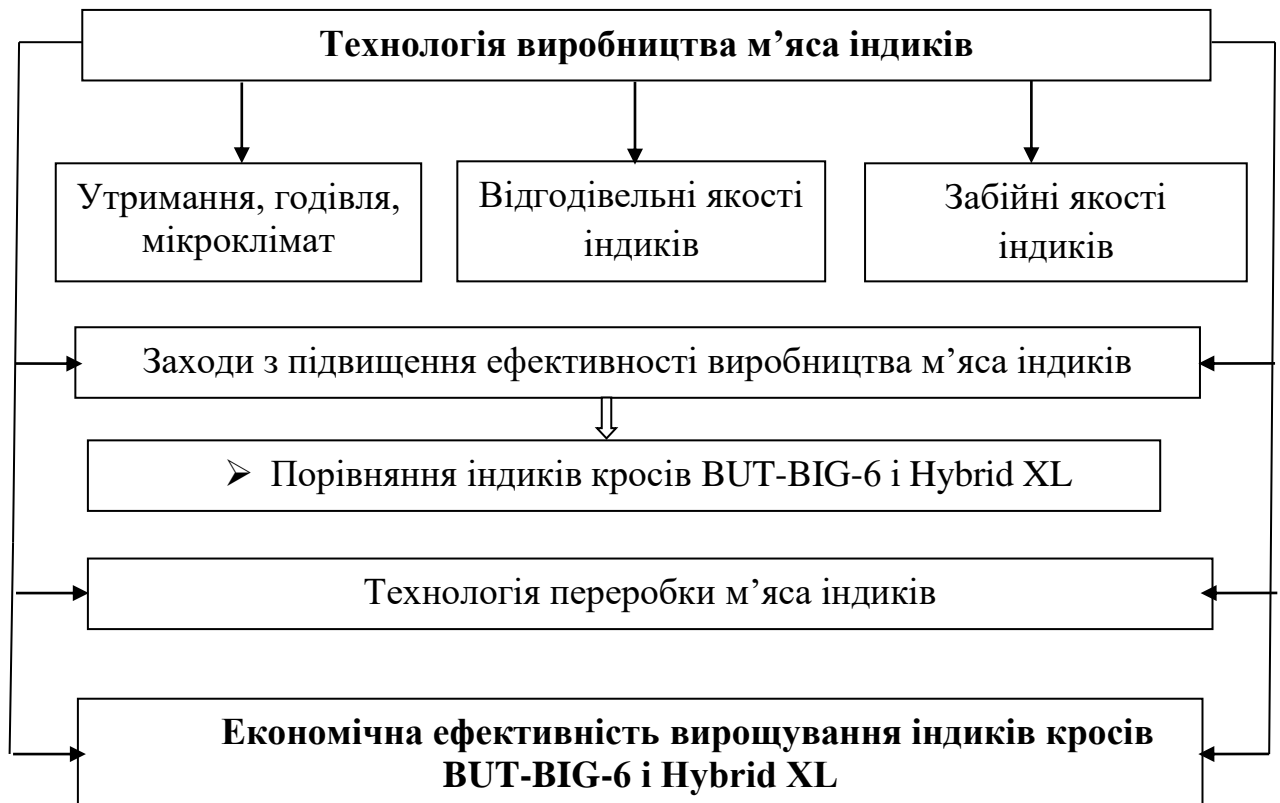 Технологія виробництва м’яса індиків
Утримання, годівля,
мікроклімат
Відгодівельні якості
індиків
Забійні якості
індиків
Заходи з підвищення ефективності виробництва м’яса індиків
➢ Порівняння індиків кросів BUT-BIG-6 і Hybrid XL
Технологія переробки м’яса індиків
Економічна ефективність вирощування індиків кросів
BUT-BIG-6 і Hybrid XL